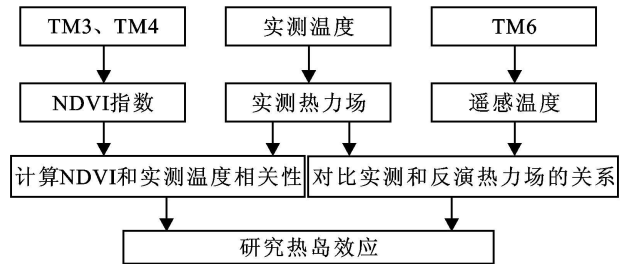 TM3、TM4
实测温度
TM6
NDVI指数
实测热力场
遥感温度
计算NDVI和实测温度相关性
对比实测和反演热力场的关系
研究热岛效应